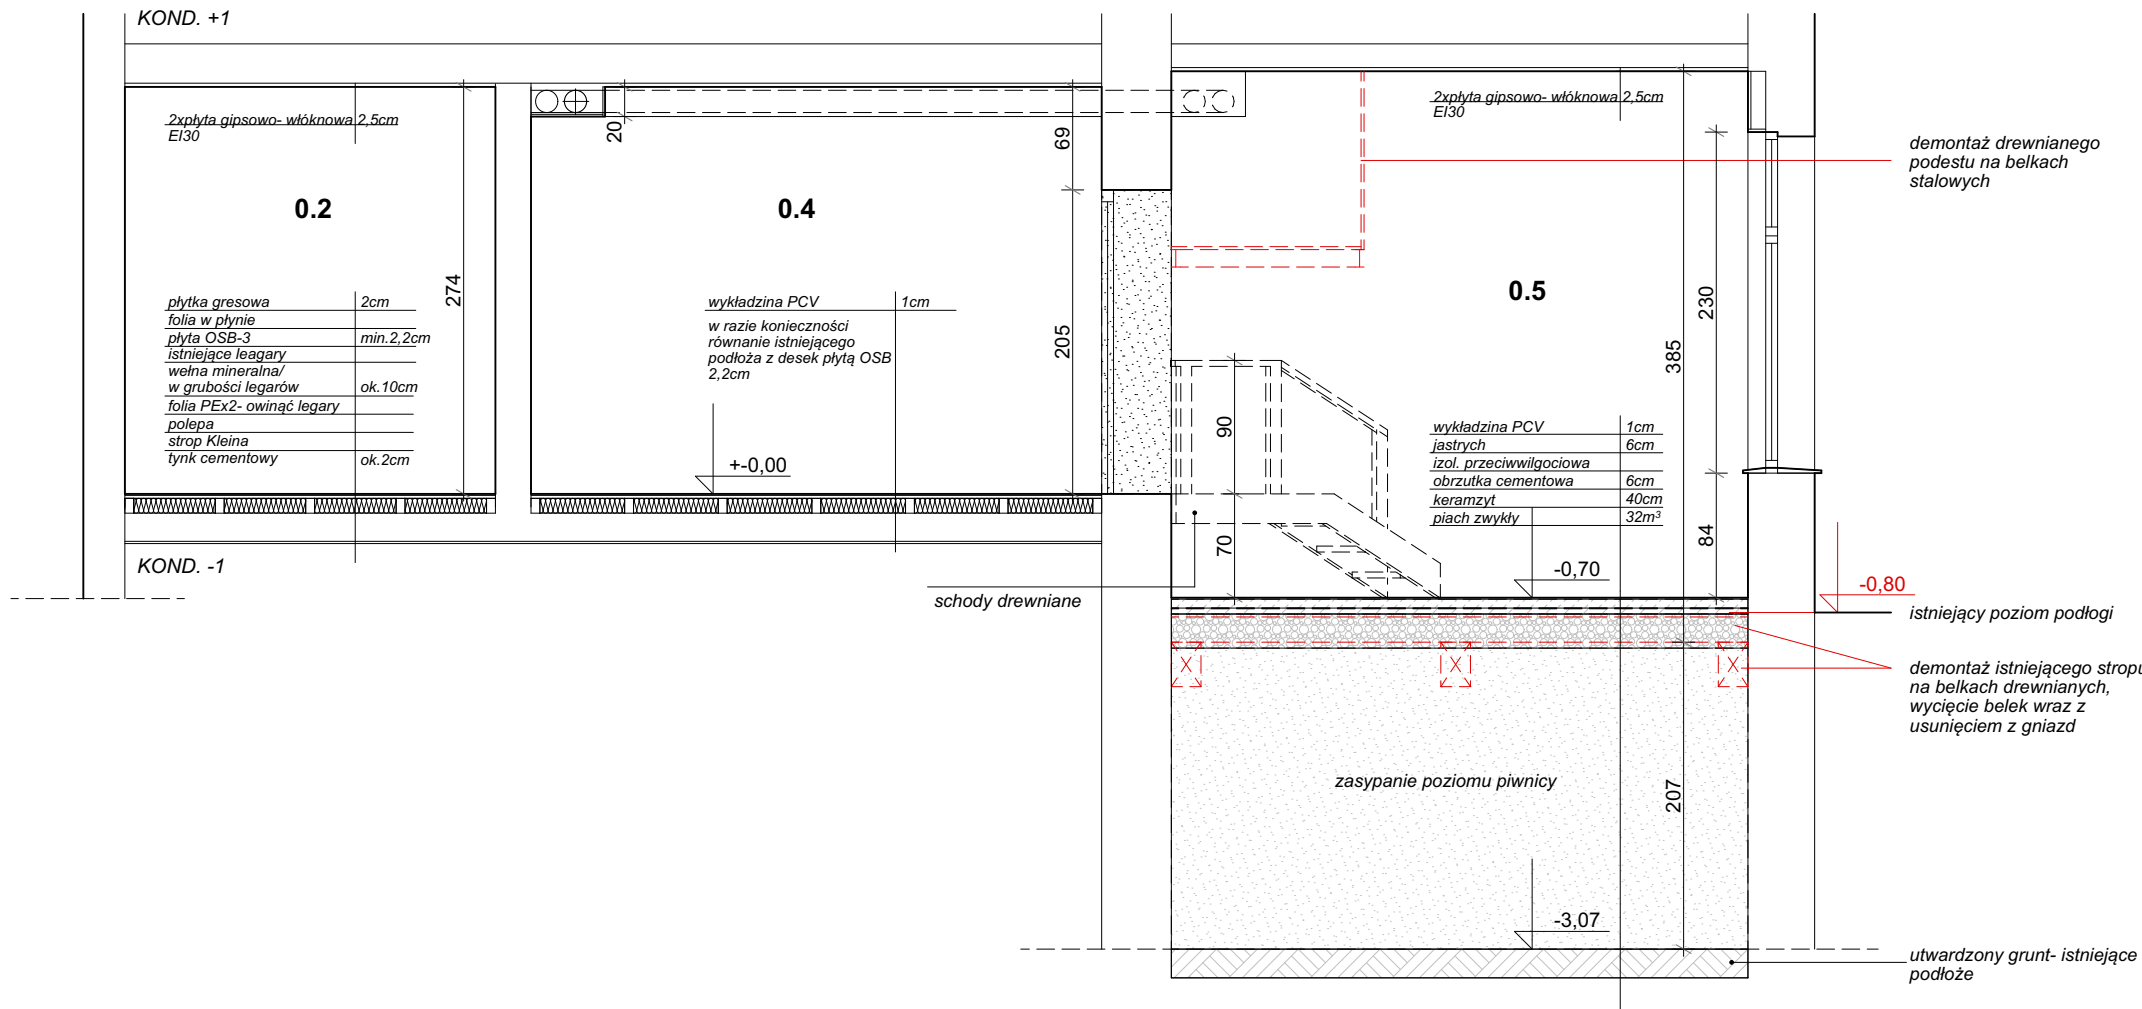 KOND. +1
2xpłyta gipsowo- włóknowa 2,5cm
EI30
0.2
274
płytka gresowa 2cm
folia w płynie
płyta OSB-3 min.2,2cm
istniejące leagary
wełna mineralna/
w grubości legarów ok.10cm
folia PEx2- owinąć legary
polepa
strop Kleina
tynk cementowy ok.2cm
KOND. -1
20
0.4
wykładzina PCV 1cm
w razie konieczności
równanie istniejącego
podłoża z desek płytą OSB
2,2cm
+-0,00
69
205
schody drewniane
90
70
2xpłyta gipsowo- włóknowa 2,5cm
EI30
0.5
385
230
84
wykładzina PCV 1cm
jastrych 6cm
izol. przeciwwilgociowa
obrzutka cementowa 6cm
keramzyt 40cm
piach zwykły 32m³
-0,70
zasypanie poziomu piwnicy
207
-3,07
demontaż drewnianego
podestu na belkach
stalowych
-0,80
istniejący poziom podłogi
demontaż istniejącego stropu
na belkach drewnianych,
wycięcie belek wraz z
usunięciem z gniazd
utwardzony grunt- istniejące
podłoże